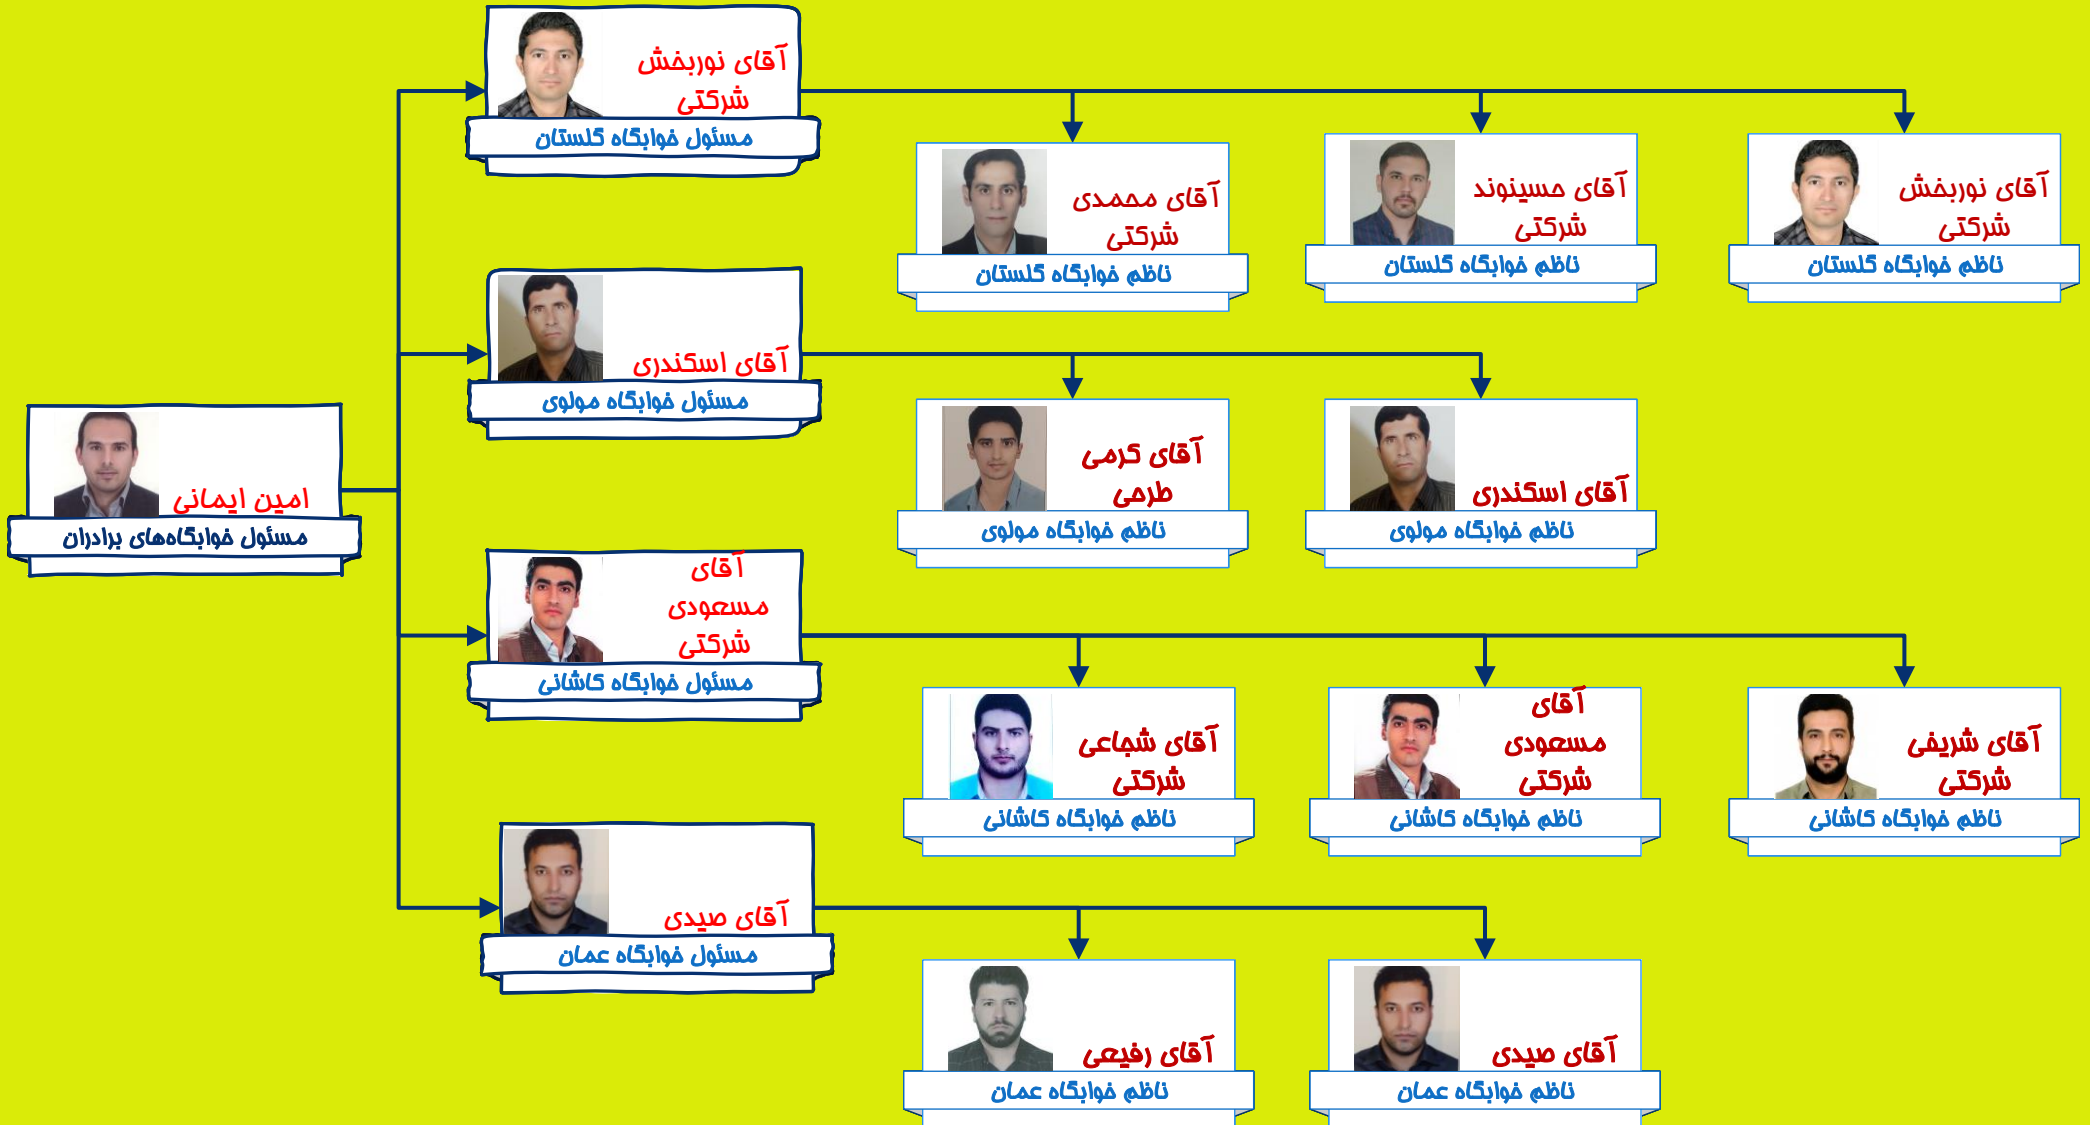 آقای نوربخش
شرکتی
مسئول خوابگاه گلستان
آقای محمدی
شرکتی
ناظم خوابگاه گلستان
آقای حسینوند
شرکتی
ناظم خوابگاه گلستان
آقای نوربخش
شرکتی
ناظم خوابگاه گلستان
آقای اسکندری
مسئول خوابگاه مولوی
آقای کرمی
طرحی
ناظم خوابگاه مولوی
آقای اسکندری
ناظم خوابگاه مولوی
امین ایمانی
مسئول خوابگاه‌های برادران
آقای
مسعودی
شرکتی
مسئول خوابگاه کاشانی
آقای شجاعی
شرکتی
ناظم خوابگاه کاشانی
آقای
مسعودی
شرکتی
ناظم خوابگاه کاشانی
آقای شریفی
شرکتی
ناظم خوابگاه کاشانی
آقای صیدی
مسئول خوابگاه عمان
آقای رفیعی
ناظم خوابگاه عمان
آقای صیدی
ناظم خوابگاه عمان